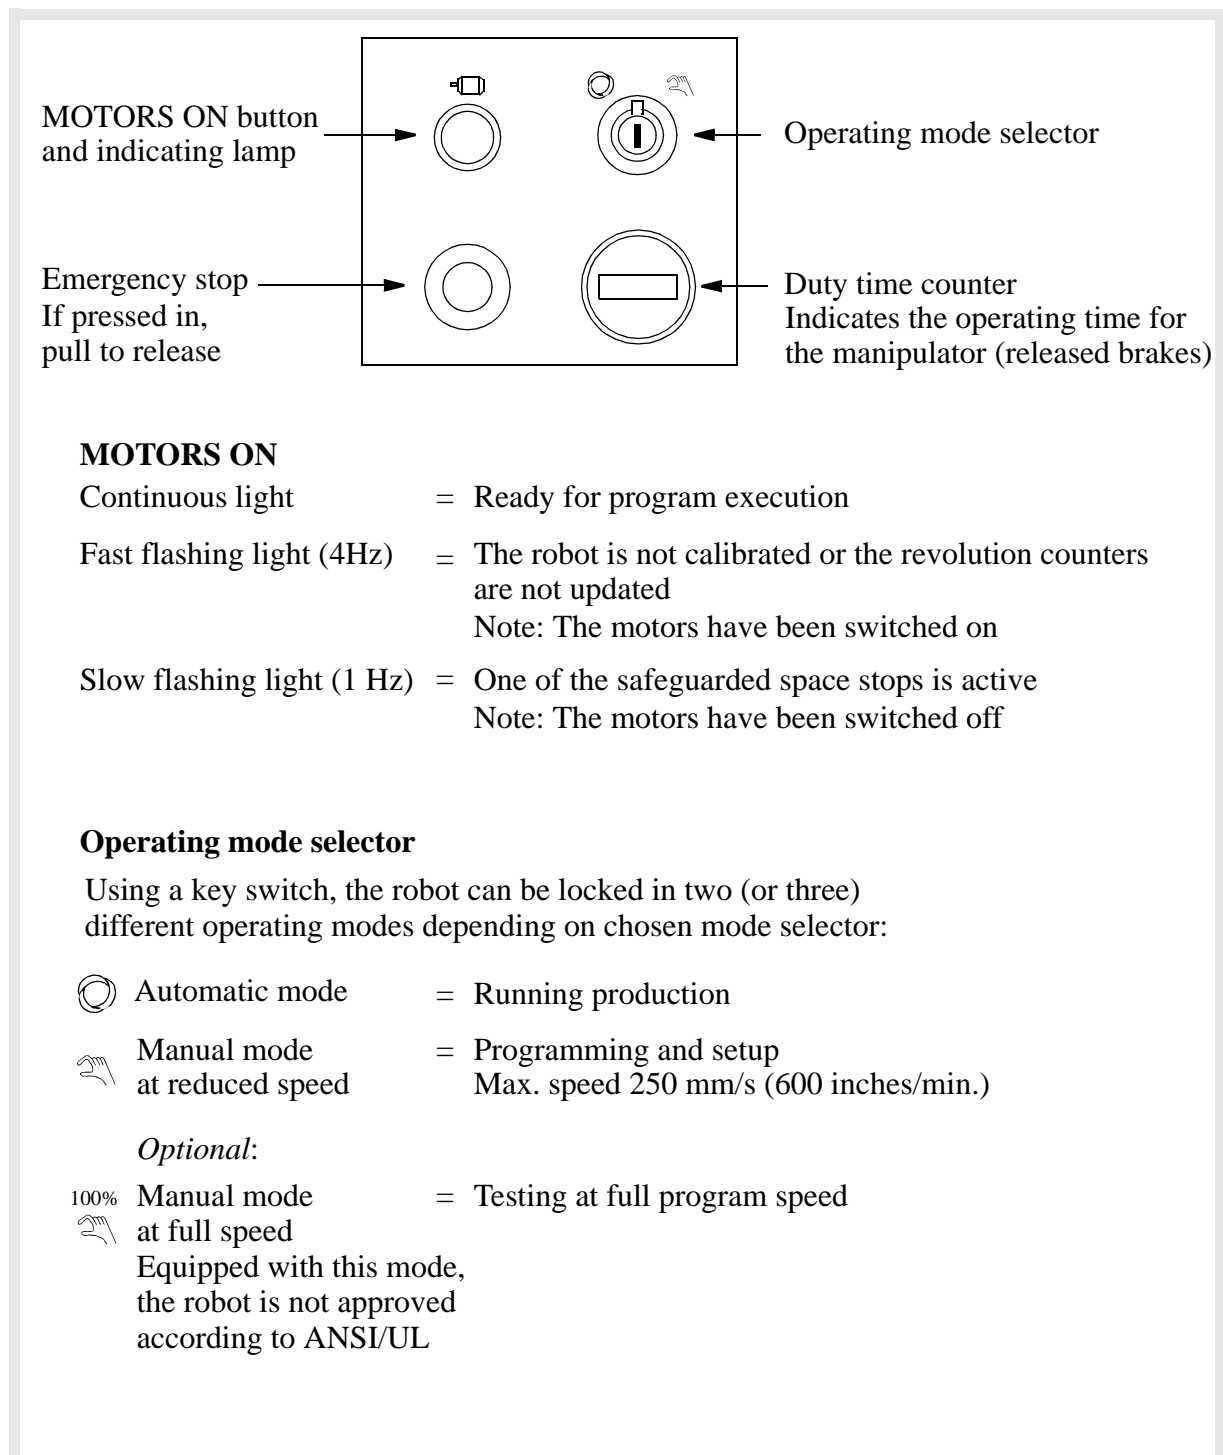 MOTORS ON button
and indicating lamp
Operating mode selector
Emergency stop
If pressed in,
pull to release
Duty time counter
Indicates the operating time for
the manipulator (released brakes)
MOTORS ON
Continuous light = Ready for program execution
Fast flashing light (4Hz) = The robot is not calibrated or the revolution counters
are not updated
Note: The motors have been switched on
Slow flashing light (1 Hz) = One of the safeguarded space stops is active
Note: The motors have been switched off
Operating mode selector
Using a key switch, the robot can be locked in two (or three)
different operating modes depending on chosen mode selector:
Automatic mode = Running production
Manual mode = Programming and setup
at reduced speed Max. speed 250 mm/s (600 inches/min.)
Optional:
100% Manual mode = Testing at full program speed
at full speed
Equipped with this mode,
the robot is not approved
according to ANSI/UL